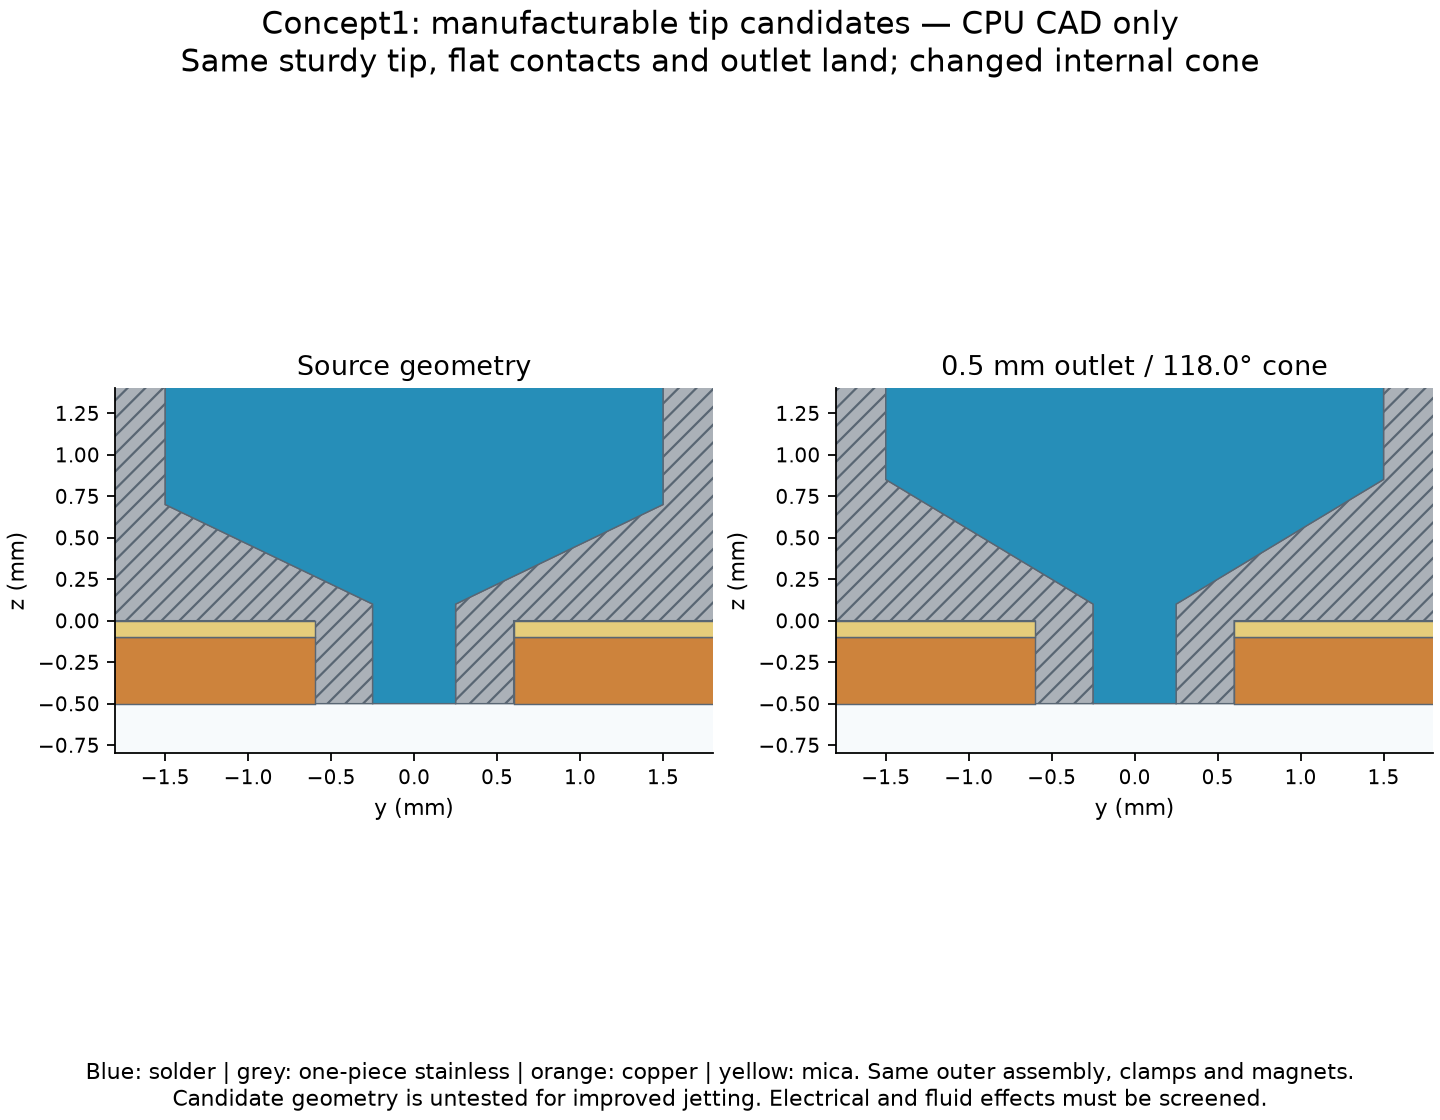 Concept1: manufacturable tip candidates — CPU CAD only
Same sturdy tip, flat contacts and outlet land; changed internal cone
Source geometry
1.25
1.00
0.75
0.50
0.25
0.00
−0.25
−0.50
−0.75
z (mm)
−1.5 −1.0 −0.5 0.0 0.5 1.0 1.5
y (mm)
0.5 mm outlet / 118.0° cone
1.25
1.00
0.75
0.50
0.25
0.00
−0.25
−0.50
−0.75
z (mm)
−1.5 −1.0 −0.5 0.0 0.5 1.0 1.5
y (mm)
Blue: solder | grey: one-piece stainless | orange: copper | yellow: mica. Same outer assembly, clamps and magnets.
Candidate geometry is untested for improved jetting. Electrical and fluid effects must be screened.